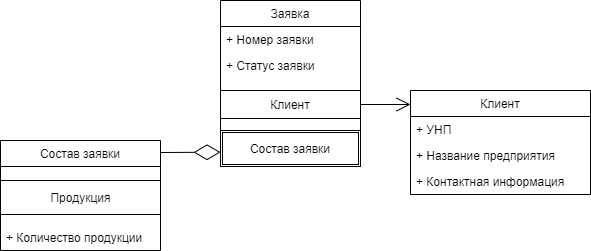 Заявка
+ Номер заявки
+ Статус заявки
Клиент
Состав заявки
Клиент
+ УНП
+ Название предприятия
+ Контактная информация
Состав заявки
Продукция
+ Количество продукции